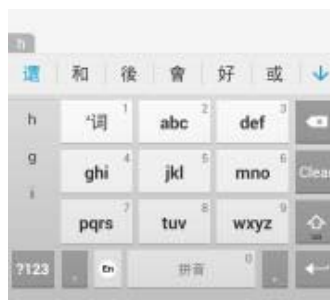 h
還 和 後 會 好 或
h “词 1 abc 2 def 3
g ghi 4 jkl 5 mno 6 Clear
i pqrs 7 tuv 8 wxyz 9
?123 , En 拼音 0 .